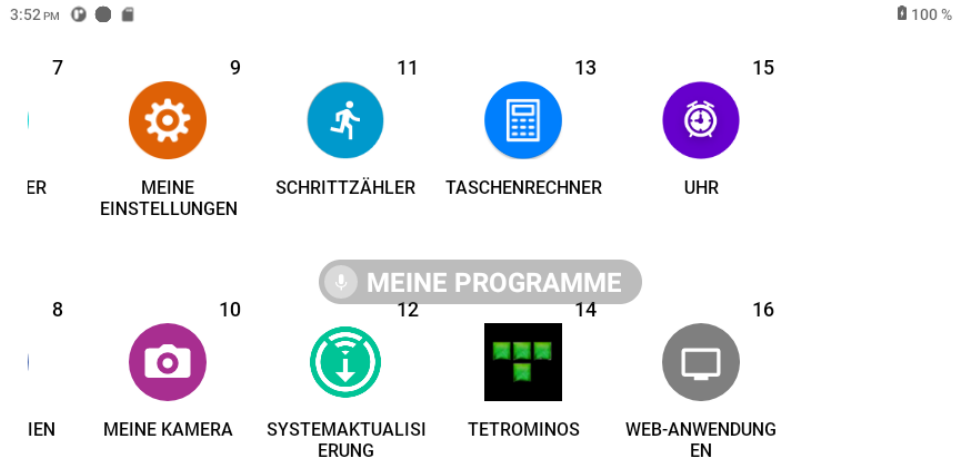 3:52 PM
100 %
7
9
11
13
15
ER
MEINE
EINSTELLUNGEN
SCHRITTZÄHLER
TASCHENRECHNER
UHR
MEINE PROGRAMME
8
10
12
14
16
IEN
MEINE KAMERA
SYSTEMAKTUALISI
ERUNG
TETROMINOS
WEB-ANWENDUNG
EN